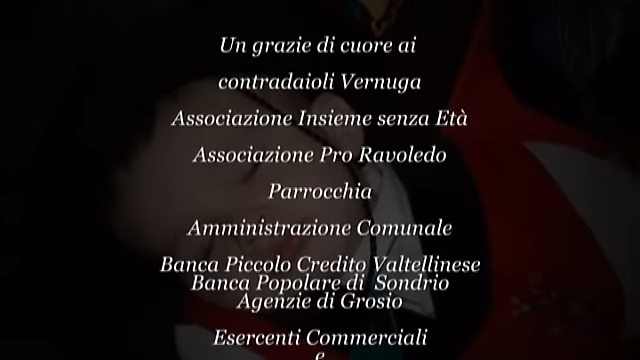 Un grazie di cuore ai
contradaioli Vernuga
Associazione Insieme senza Età
Associazione Pro Ravoledo
Parrocchia
Amministrazione Comunale
Banca Piccolo Credito Valtellinese
Banca Popolare di Sondrio
Agenzie di Grosio
Esercenti Commerciali
e